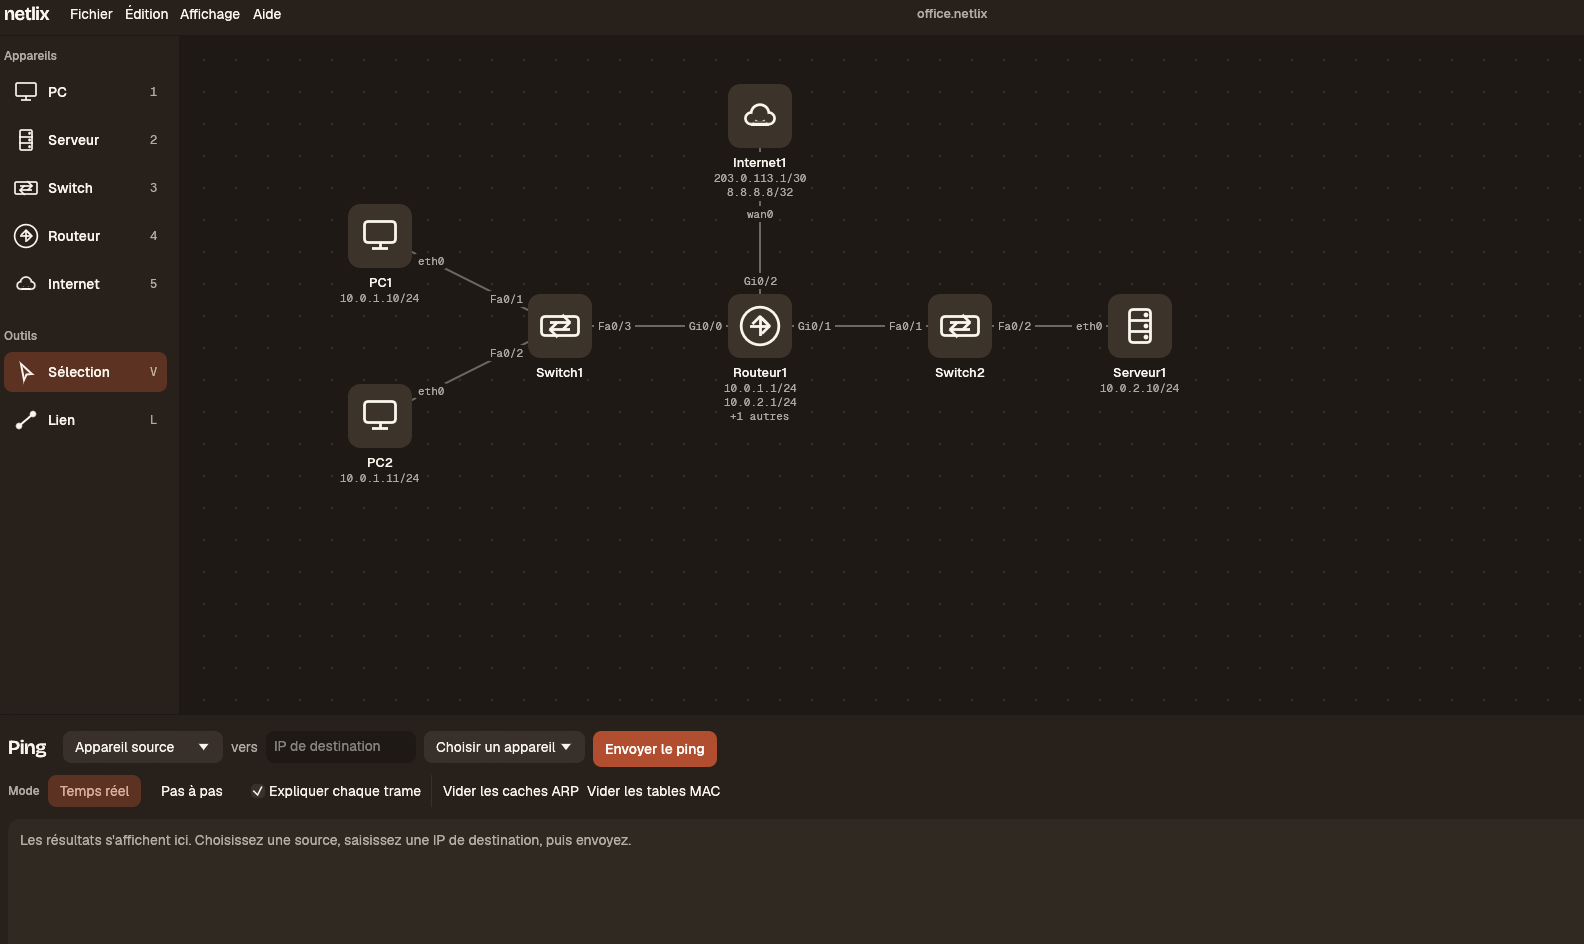 netlix Fichier Édition Affichage Aide office.netlix
Appareils
PC 1
Serveur 2
Switch 3
Routeur 4
Internet 5
Outils
Sélection V
Lien L
Internet1
203.0.113.1/30
8.8.8.8/32
wan0
Gi0/2
eth0
PC1
10.0.1.10/24
Fa0/1
Fa0/3
Gi0/0
Gi0/1
Fa0/1
Fa0/2
eth0
Fa0/2
Switch1
Routeur1
10.0.1.1/24
10.0.2.1/24
+1 autres
Switch2
Serveur1
10.0.2.10/24
eth0
PC2
10.0.1.11/24
Ping Appareil source vers IP de destination Choisir un appareil Envoyer le ping
Mode Temps réel Pas à pas Expliquer chaque trame Vider les caches ARP Vider les tables MAC
Les résultats s'affichent ici. Choisissez une source, saisissez une IP de destination, puis envoyez.